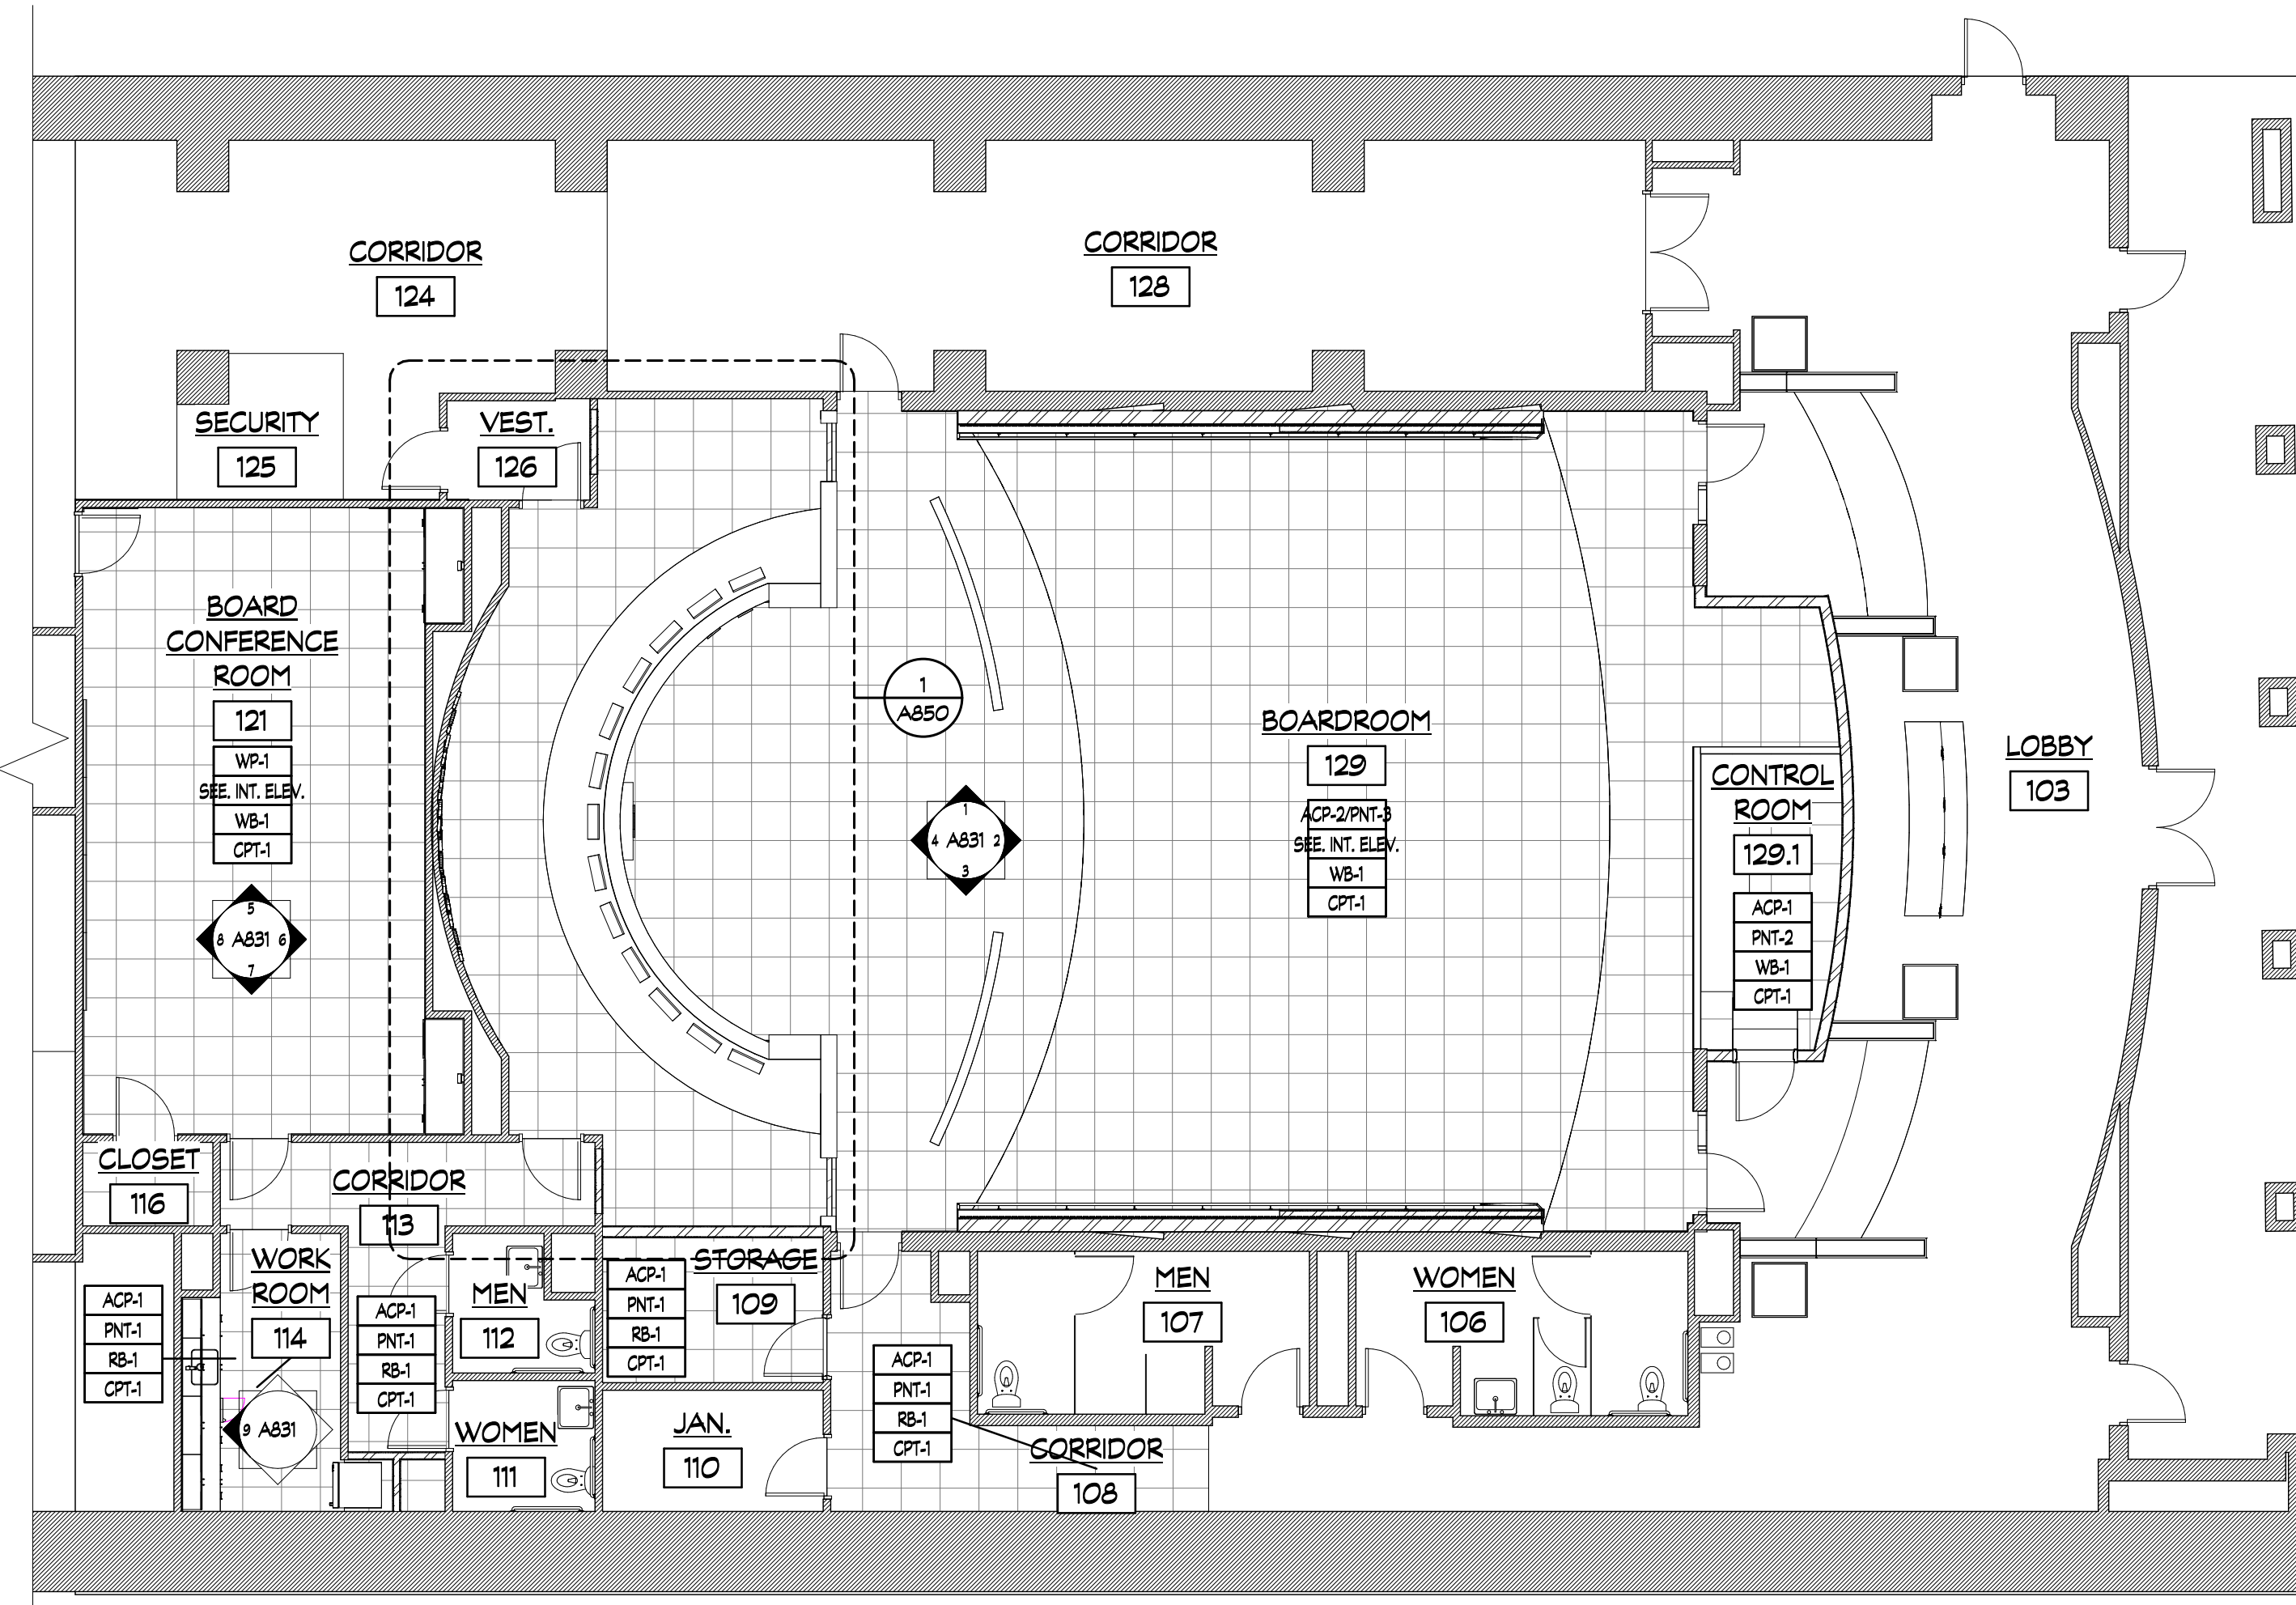 CORRIDOR
124
CORRIDOR
128
SECURITY
125
VEST.
126
BOARD
CONFERENCE
ROOM
121
WP-1
SEE. INT. ELEV.
WB-1
CPT-1
5
8 A831 6
7
1
A850
1
4 A831 2
3
BOARDROOM
129
ACP-2/PNT-3
SEE. INT. ELEV.
WB-1
CPT-1
CONTROL
ROOM
129.1
ACP-1
PNT-2
WB-1
CPT-1
LOBBY
103
CLOSET
116
CORRIDOR
113
WORK
ROOM
114
ACP-1
PNT-1
RB-1
CPT-1
9 A831
ACP-1
PNT-1
RB-1
CPT-1
MEN
112
WOMEN
111
STORAGE
109
ACP-1
PNT-1
RB-1
CPT-1
JAN.
110
ACP-1
PNT-1
RB-1
CPT-1
CORRIDOR
108
MEN
107
WOMEN
106